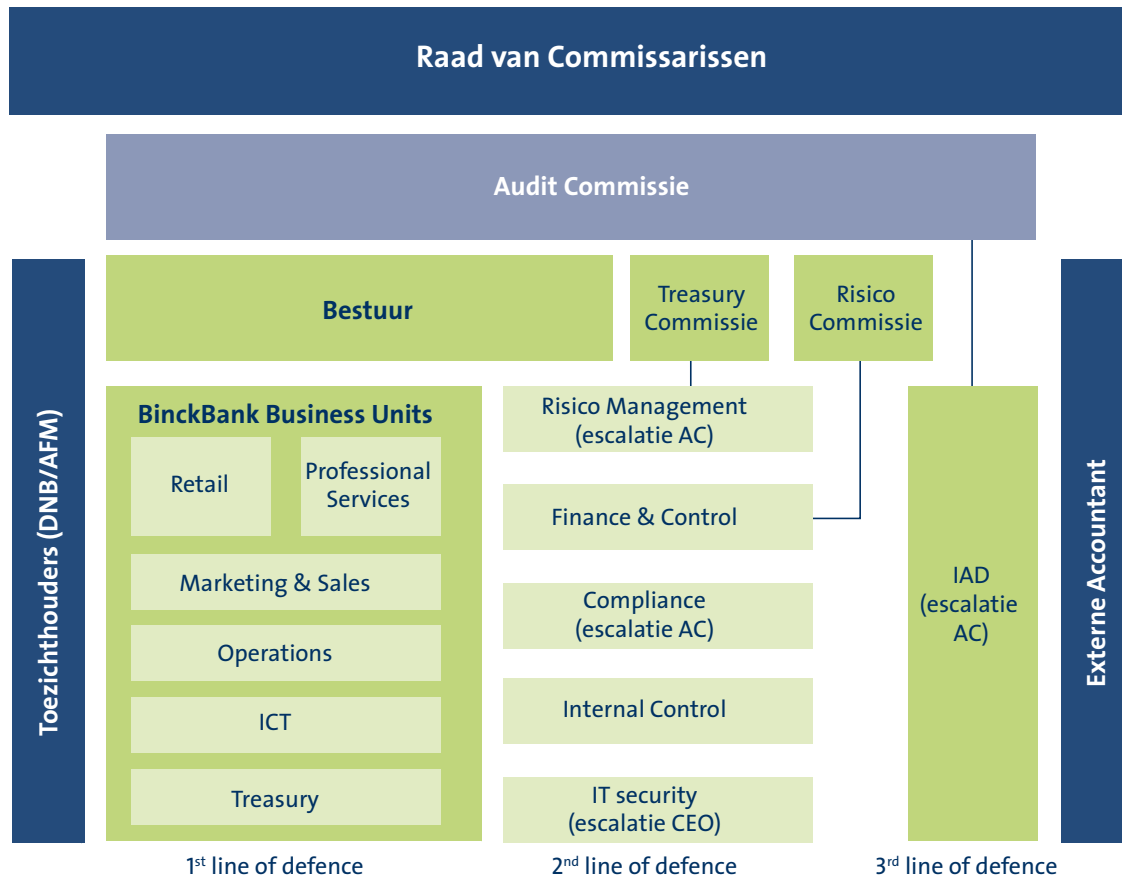 Raad van Commissarissen
Audit Commissie
Toezichthouders (DNB/AFM)
Bestuur
Treasury
Commissie
Risico
Commissie
BinckBank Business Units
Retail
Professional
Services
Marketing & Sales
Operations
ICT
Treasury
Risico Management
(escalatie AC)
Finance & Control
Compliance
(escalatie AC)
Internal Control
IT security
(escalatie CEO)
IAD
(escalatie
AC)
Externe Accountant
1st line of defence
2nd line of defence
3rd line of defence